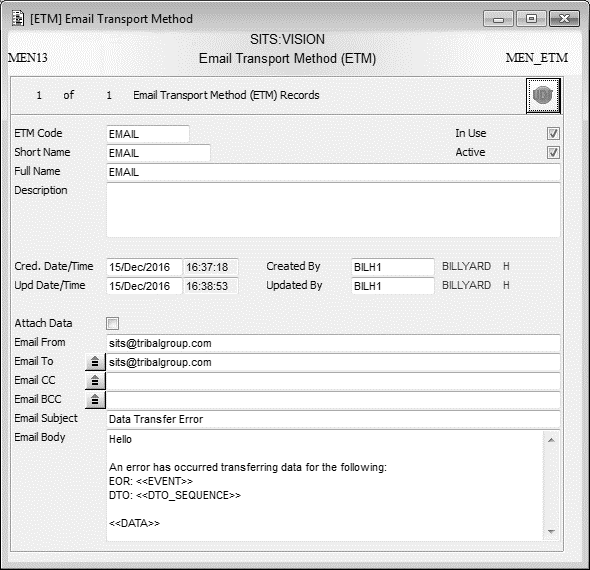 [ETM] Email Transport Method
SITS:VISION
MEN13 Email Transport Method (ETM) MEN_ETM
1 of 1 Email Transport Method (ETM) Records
ETM Code EMAIL In Use
Short Name EMAIL Active
Full Name EMAIL
Description
Cred. Date/Time 15/Dec/2016 16:37:18 Created By BILH1 BILLYARD H
Upd Date/Time 15/Dec/2016 16:38:53 Updated By BILH1 BILLYARD H
Attach Data
Email From sits@tribalgroup.com
Email To sits@tribalgroup.com
Email CC
Email BCC
Email Subject Data Transfer Error
Email Body Hello
An error has occurred transferring data for the following:
EOR: <<EVENT>>
DTO: <<DTO_SEQUENCE>>
<<DATA>>